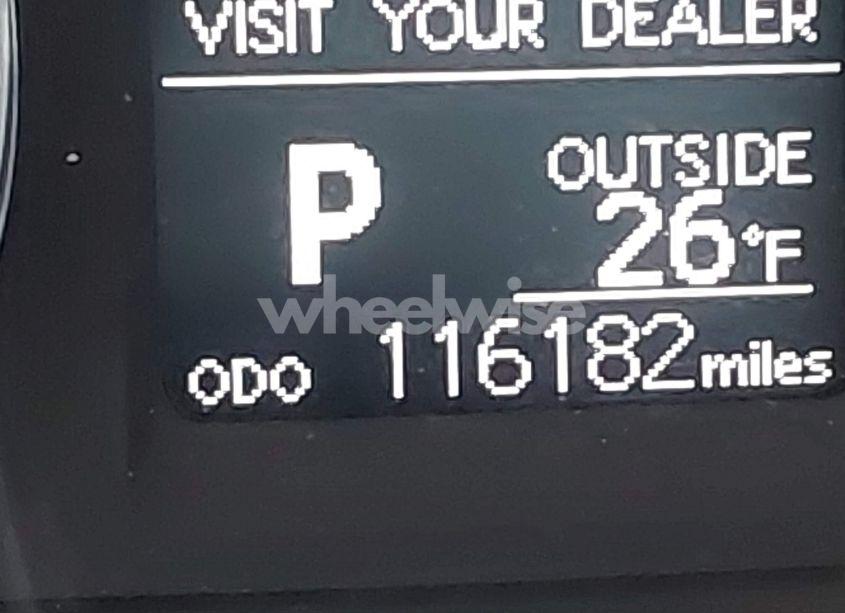 VISIT YOUR DEALER
P
OUTSIDE
26°F
wheelwise
ODO 116182 miles